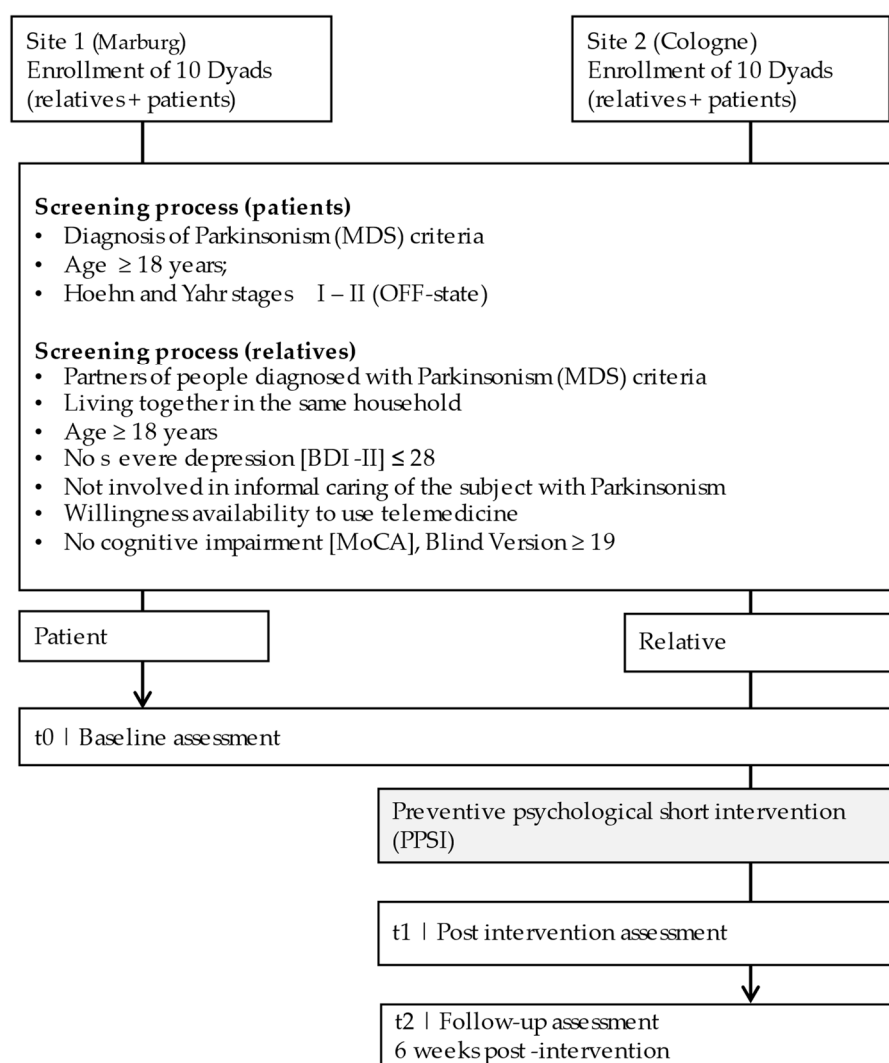 Site 1 (Marburg)
Enrollment of 10 Dyads
(relatives + patients)
Site 2 (Cologne)
Enrollment of 10 Dyads
(relatives + patients)
Screening process (patients)
• Diagnosis of Parkinsonism (MDS) criteria
• Age ≥ 18 years;
• Hoehn and Yahr stages I – II (OFF-state)
Screening process (relatives)
• Partners of people diagnosed with Parkinsonism (MDS) criteria
• Living together in the same household
• Age ≥ 18 years
• No s evere depression [BDI -II] ≤ 28
• Not involved in informal caring of the subject with Parkinsonism
• Willingness availability to use telemedicine
• No cognitive impairment [MoCA], Blind Version ≥ 19
Patient
Relative
t0 | Baseline assessment
Preventive psychological short intervention
(PPSI)
t1 | Post intervention assessment
t2 | Follow-up assessment
6 weeks post -intervention